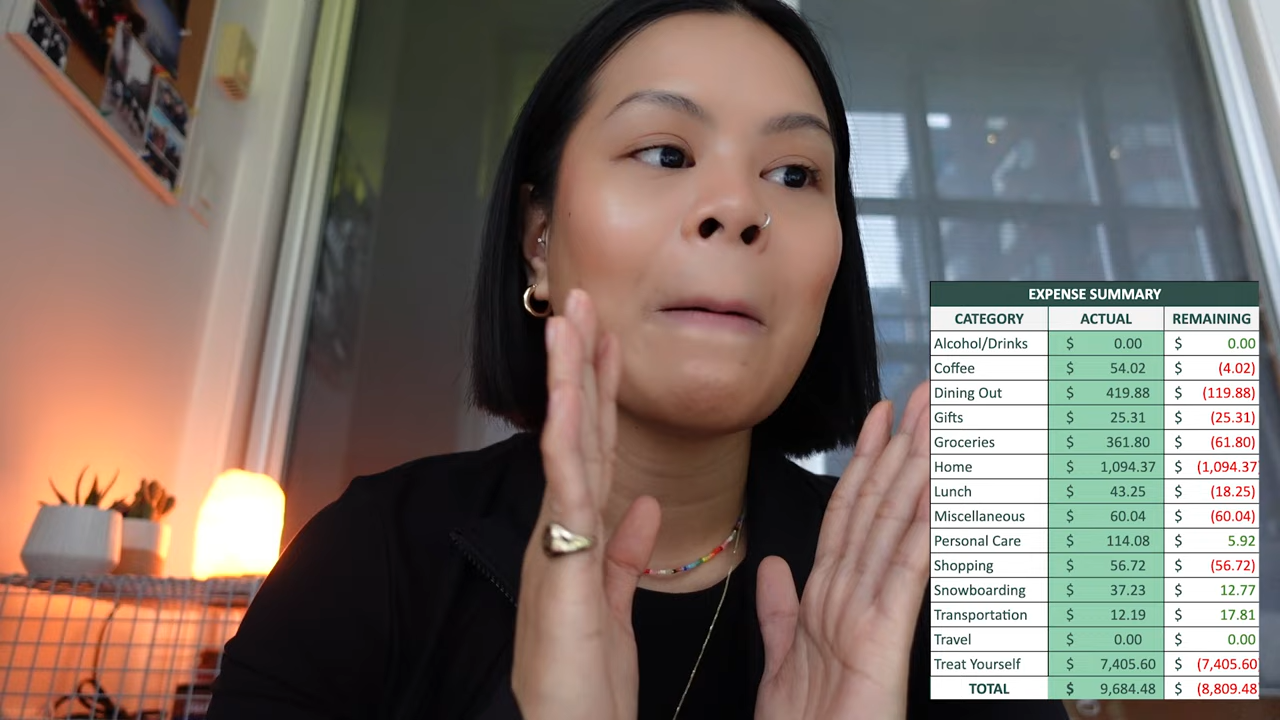 EXPENSE SUMMARY
CATEGORY ACTUAL REMAINING
Alcohol/Drinks $ 0.00 $ 0.00
Coffee $ 54.02 $ (4.02)
Dining Out $ 419.88 $ (119.88)
Gifts $ 25.31 $ (25.31)
Groceries $ 361.80 $ (61.80)
Home $ 1,094.37 $ (1,094.37
Lunch $ 43.25 $ (18.25)
Miscellaneous $ 60.04 $ (60.04)
Personal Care $ 114.08 $ 5.92
Shopping $ 56.72 $ (56.72)
Snowboarding $ 37.23 $ 12.77
Transportation $ 12.19 $ 17.81
Travel $ 0.00 $ 0.00
Treat Yourself $ 7,405.60 $ (7,405.60
TOTAL $ 9,684.48 $ (8,809.48